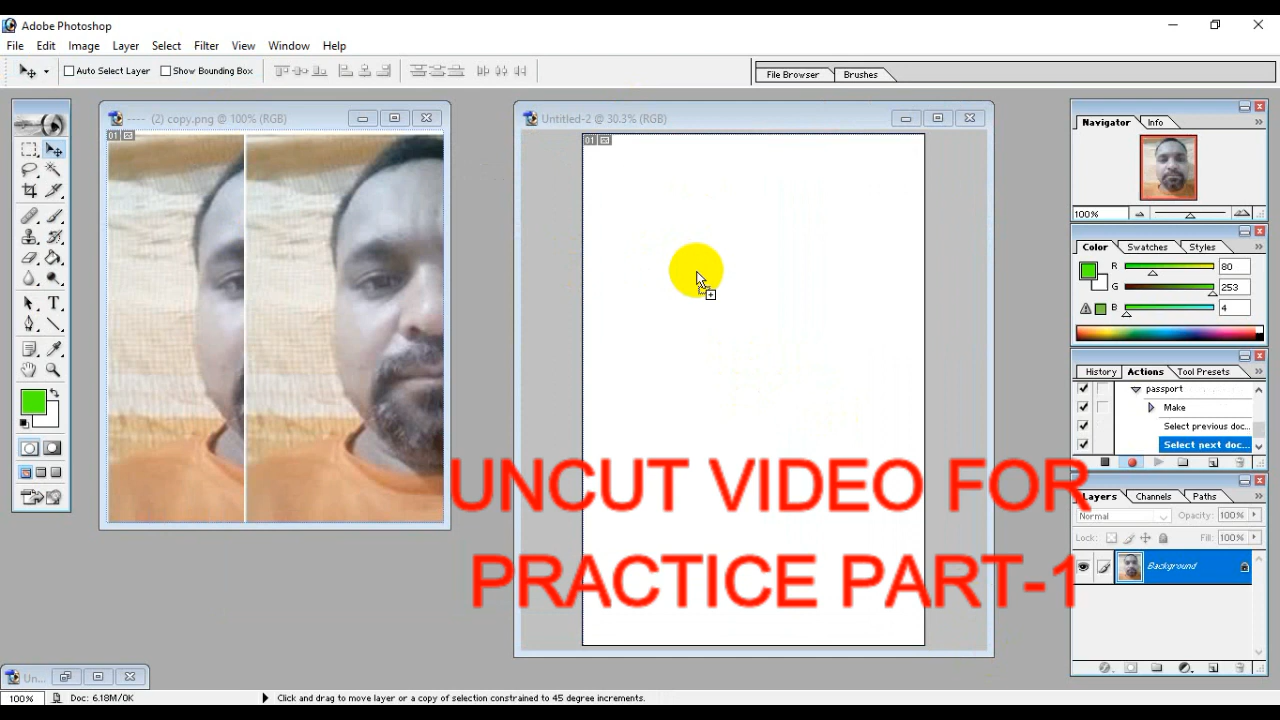 Adobe Photoshop
File Edit Image Layer Select Filter View Window Help
Auto Select Layer Show Bounding Box
File Browser Brushes
---- (2) copy.png @ 100% (RGB)
Untitled-2 @ 30.3% (RGB)
01
01
Navigator Info
100%
Color Swatches Styles
R 80
G 253
B 4
History Actions Tool Presets
passport
Make
Select previous doc...
Select next doc...
UNCUT VIDEO FOR
PRACTICE PART-1
Layers Channels Paths
Normal Opacity: 100%
Lock: Fill: 100%
Background
Un...
100% Doc: 6.18M/0K Click and drag to move layer or a copy of selection constrained to 45 degree increments.